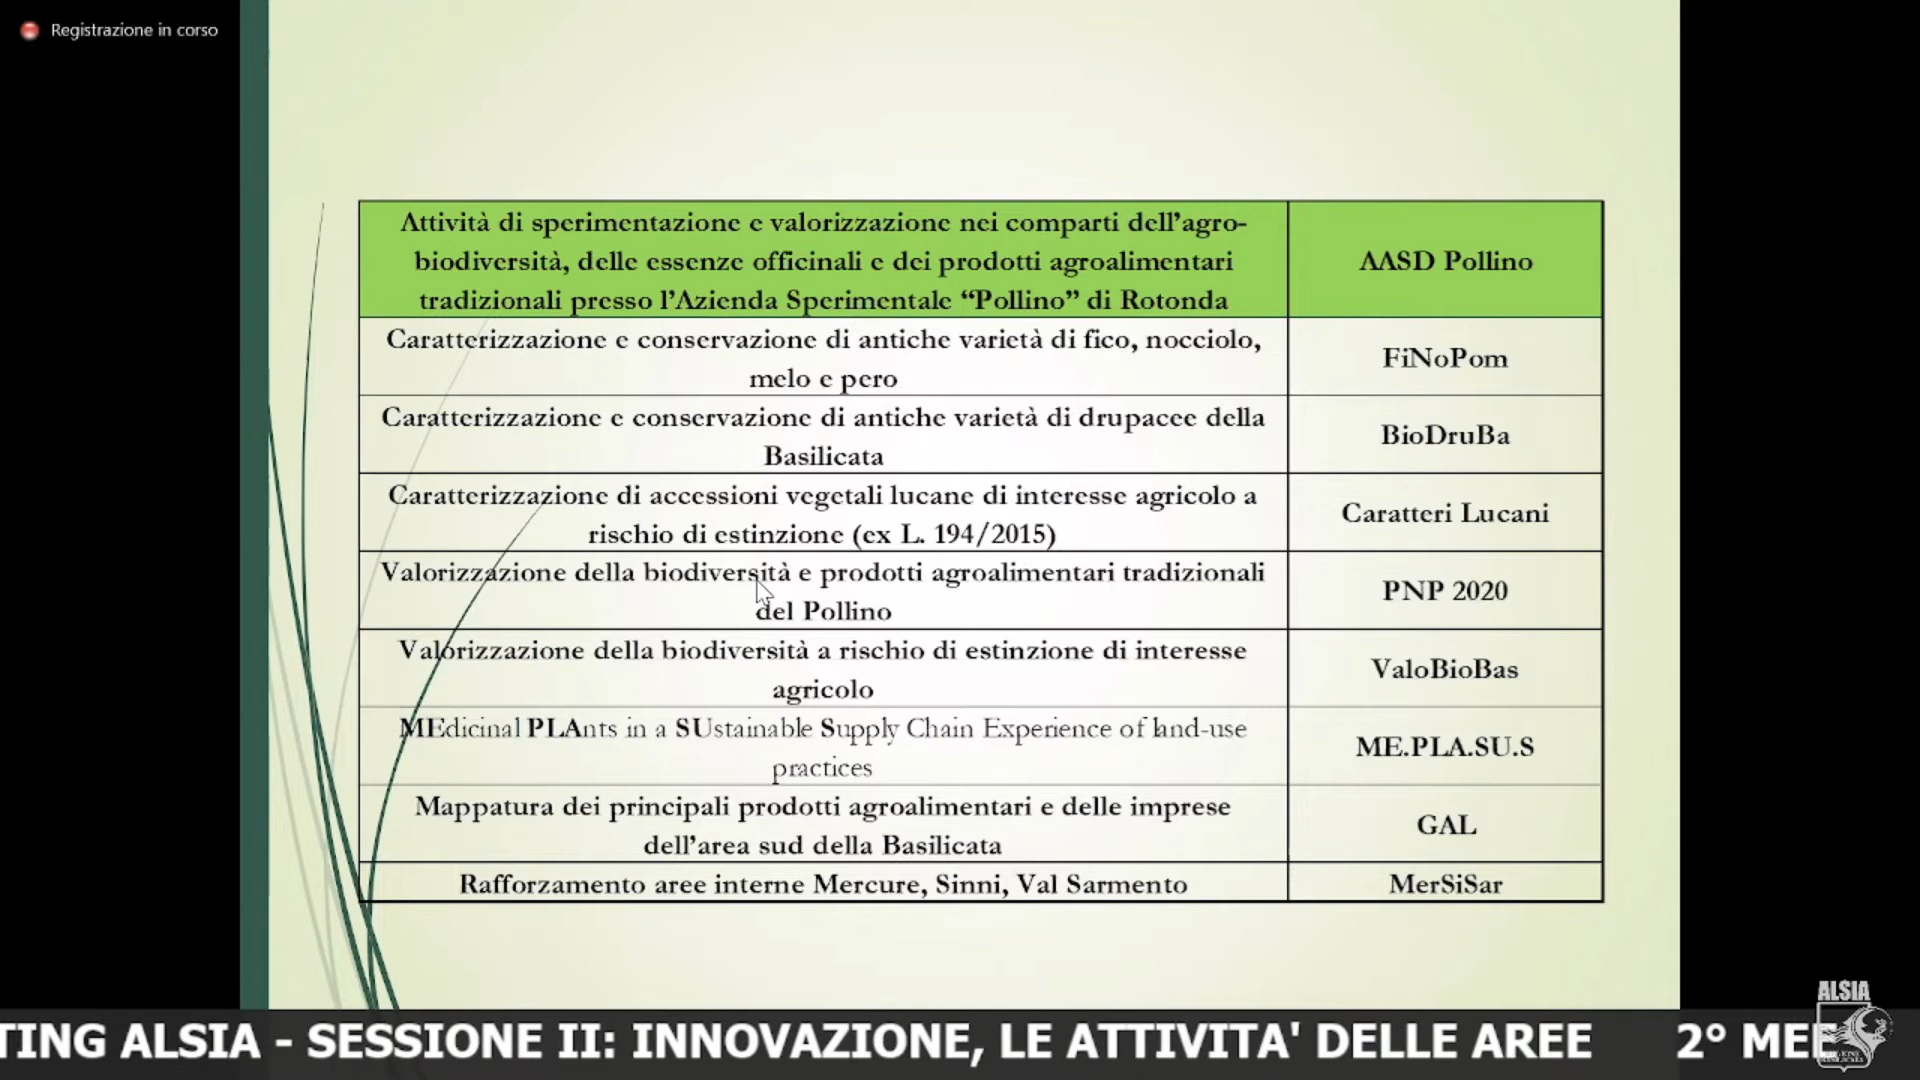 Registrazione in corso
Attività di sperimentazione e valorizzazione nei comparti dell’agro-
biodiversità, delle essenze officinali e dei prodotti agroalimentari
tradizionali presso l’Azienda Sperimentale “Pollino” di Rotonda
AASD Pollino
Caratterizzazione e conservazione di antiche varietà di fico, nocciolo,
melo e pero
FiNoPom
Caratterizzazione e conservazione di antiche varietà di drupacee della
Basilicata
BioDruBa
Caratterizzazione di accessioni vegetali lucane di interesse agricolo a
rischio di estinzione (ex L. 194/2015)
Caratteri Lucani
Valorizzazione della biodiversità e prodotti agroalimentari tradizionali
del Pollino
PNP 2020
Valorizzazione della biodiversità a rischio di estinzione di interesse
agricolo
ValoBioBas
MEdicinal PLAnts in a SUstainable Supply Chain Experience of land-use
practices
ME.PLA.SU.S
Mappatura dei principali prodotti agroalimentari e delle imprese
dell’area sud della Basilicata
GAL
Rafforzamento aree interne Mercure, Sinni, Val Sarmento
MerSiSar
ALSIA
TING ALSIA - SESSIONE II: INNOVAZIONE, LE ATTIVITA' DELLE AREE 2° MEE